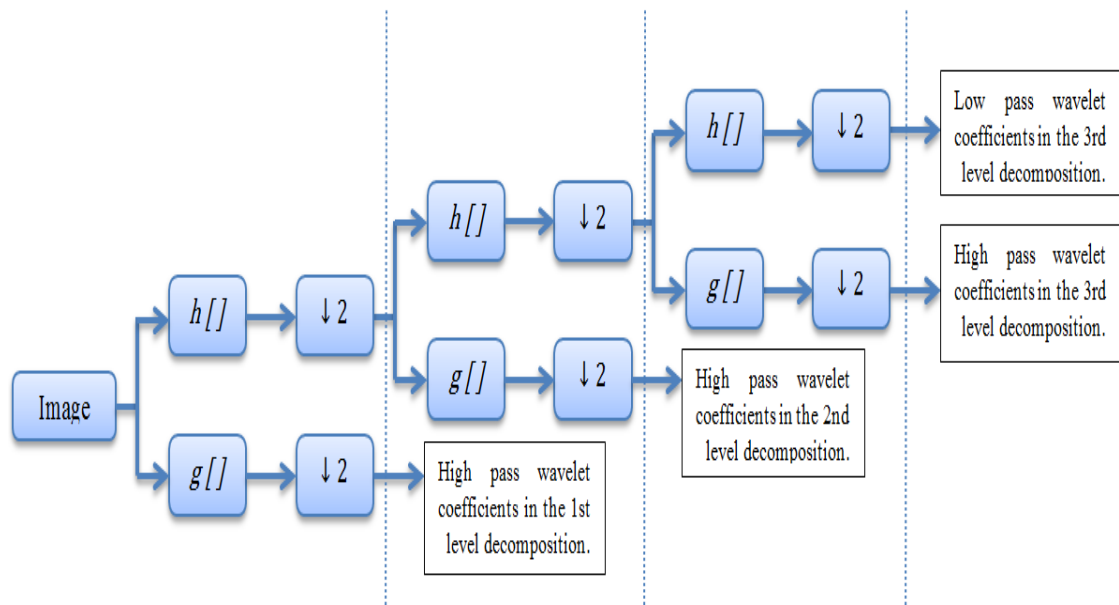 Image
h[]
↓2
g[]
↓2
High pass wavelet
coefficients in the 1st
level decomposition.
h[]
↓2
g[]
↓2
High pass wavelet
coefficients in the 2nd
level decomposition.
h[]
↓2
Low pass wavelet
coefficients in the 3rd
level decomposition.
g[]
↓2
High pass wavelet
coefficients in the 3rd
level decomposition.